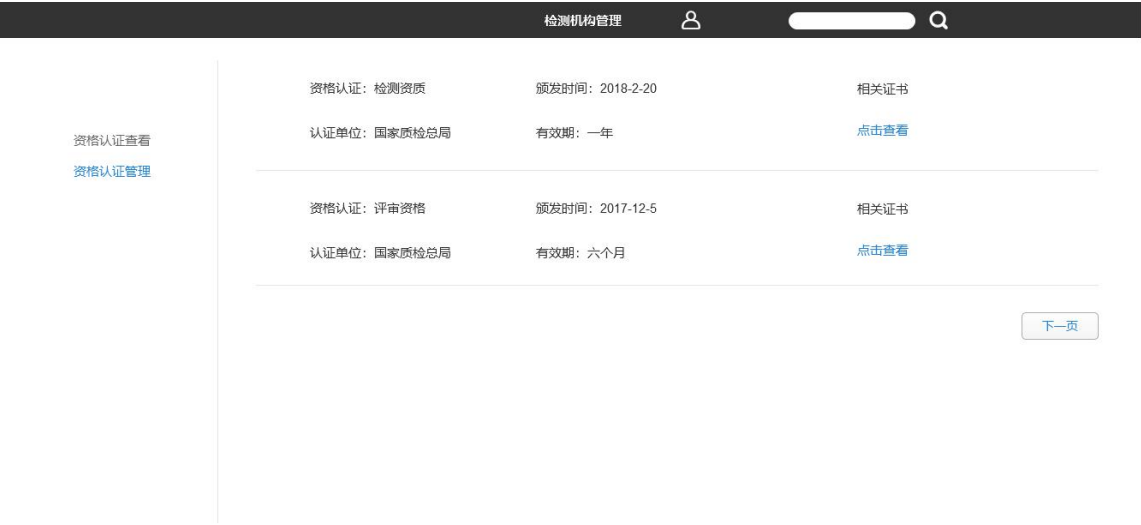 检测机构管理
资格认证查看
资格认证管理
资格认证：检测资质 颁发时间：2018-2-20 相关证书
认证单位：国家质检总局 有效期：一年 点击查看
资格认证：评审资格 颁发时间：2017-12-5 相关证书
认证单位：国家质检总局 有效期：六个月 点击查看
下一页